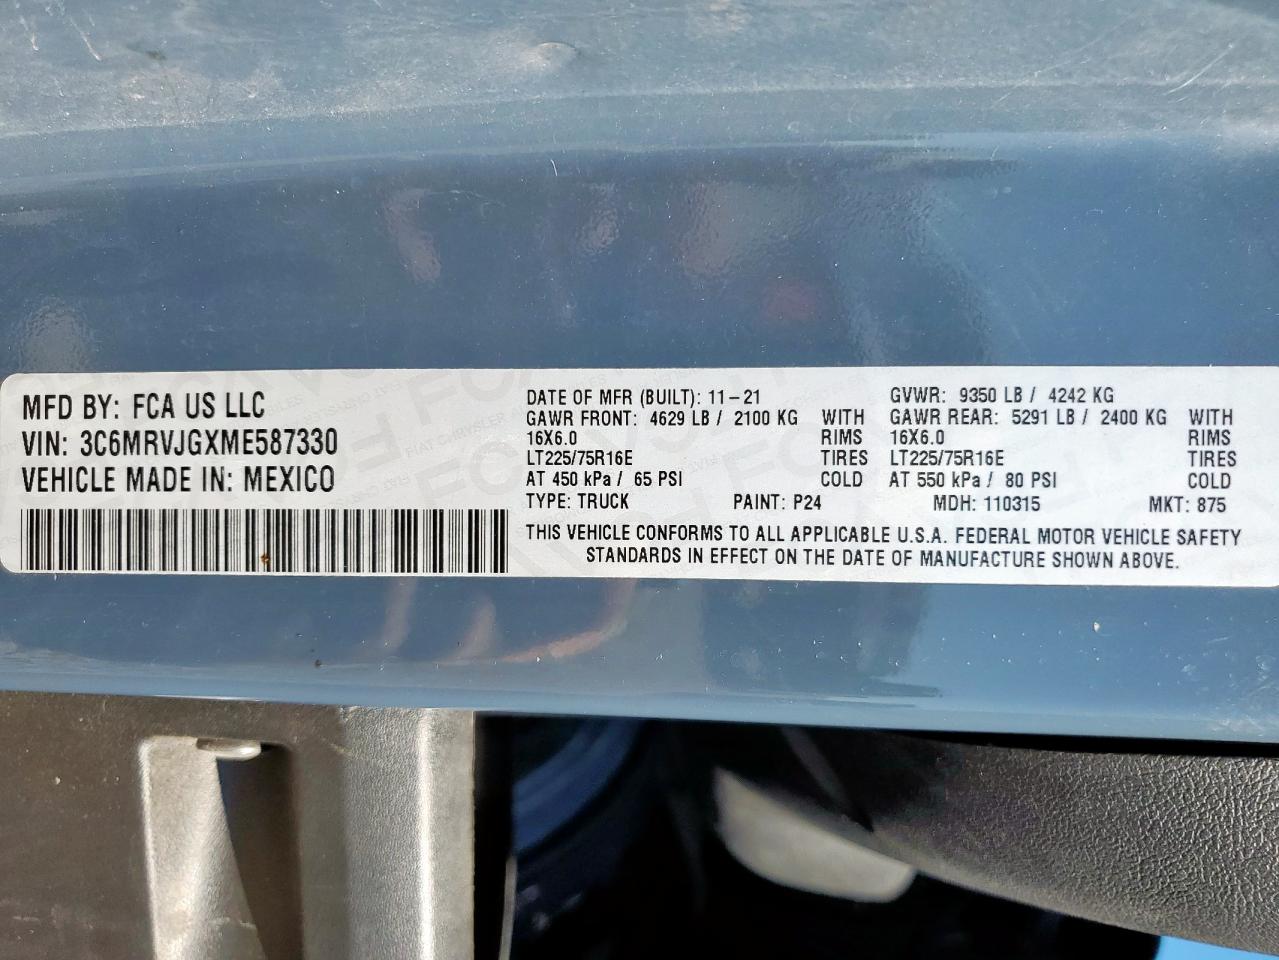 MFD BY: FCA US LLC
VIN: 3C6MRVJGXME587330
VEHICLE MADE IN: MEXICO
DATE OF MFR (BUILT): 11-21
GAWR FRONT: 4629 LB / 2100 KG WITH
16X6.0 RIMS
LT225/75R16E TIRES
AT 450 kPa / 65 PSI COLD
GVWR: 9350 LB / 4242 KG
GAWR REAR: 5291 LB / 2400 KG WITH
16X6.0 RIMS
LT225/75R16E TIRES
AT 550 kPa / 80 PSI COLD
TYPE: TRUCK PAINT: P24 MDH: 110315 MKT: 875
THIS VEHICLE CONFORMS TO ALL APPLICABLE U.S.A. FEDERAL MOTOR VEHICLE SAFETY
STANDARDS IN EFFECT ON THE DATE OF MANUFACTURE SHOWN ABOVE.